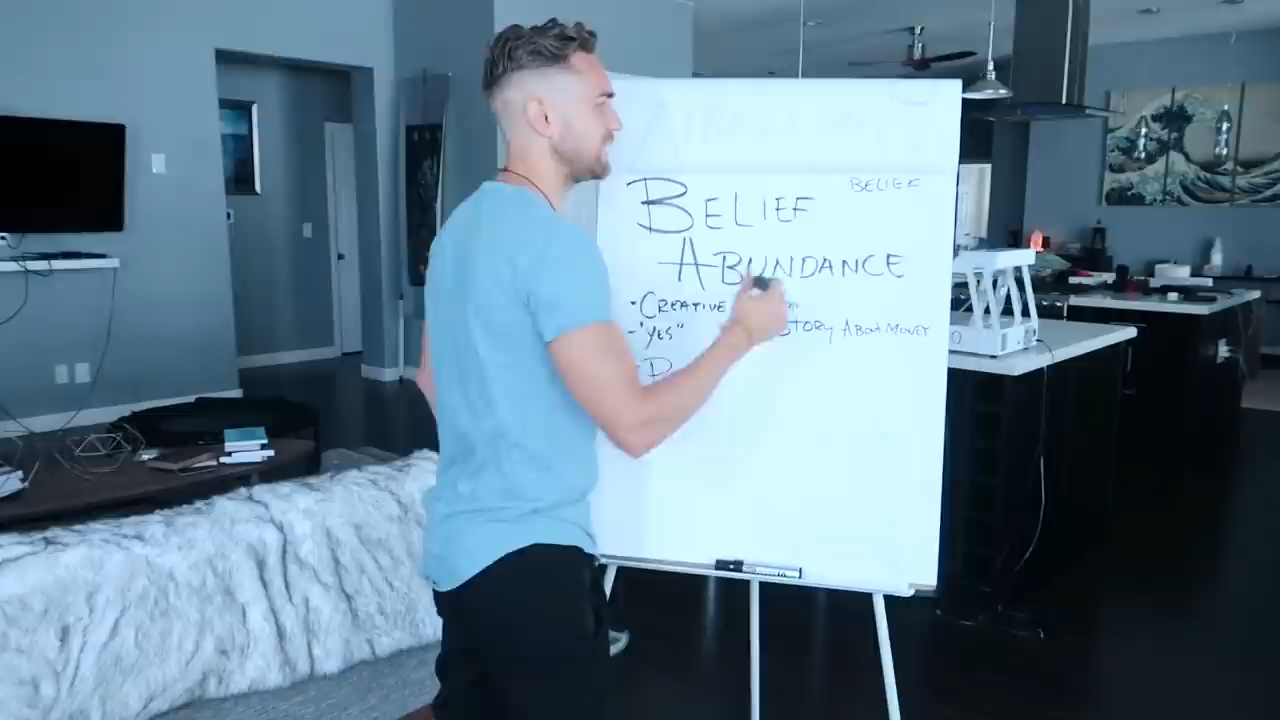 BELIEF
BELIEF
ABUNDANCE
• CREATIVE
- "YES" STORY ABOUT MONEY